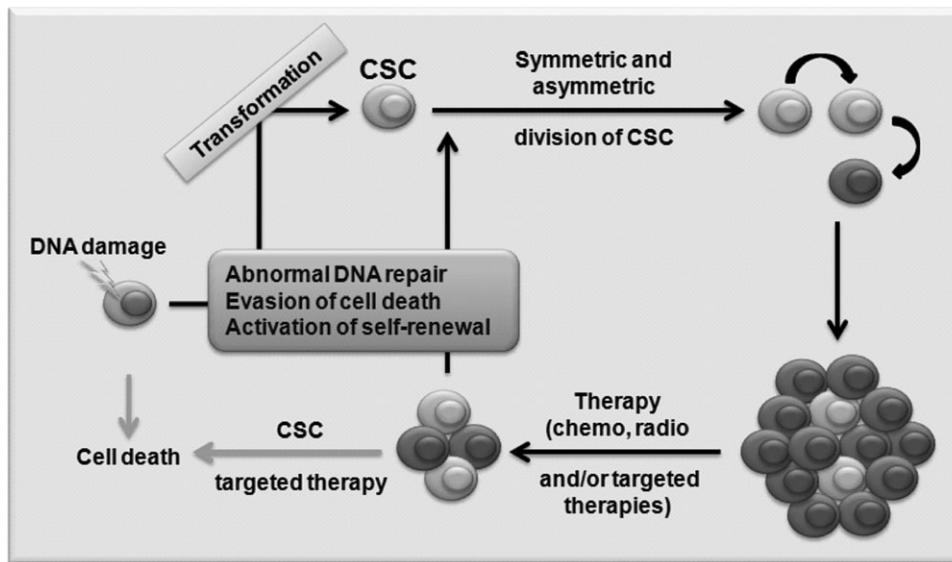 Transformation
CSC
Symmetric and
asymmetric
division of CSC
DNA damage
Abnormal DNA repair
Evasion of cell death
Activation of self-renewal
Therapy
(chemo, radio
and/or targeted
therapies)
CSC
targeted therapy
Cell death